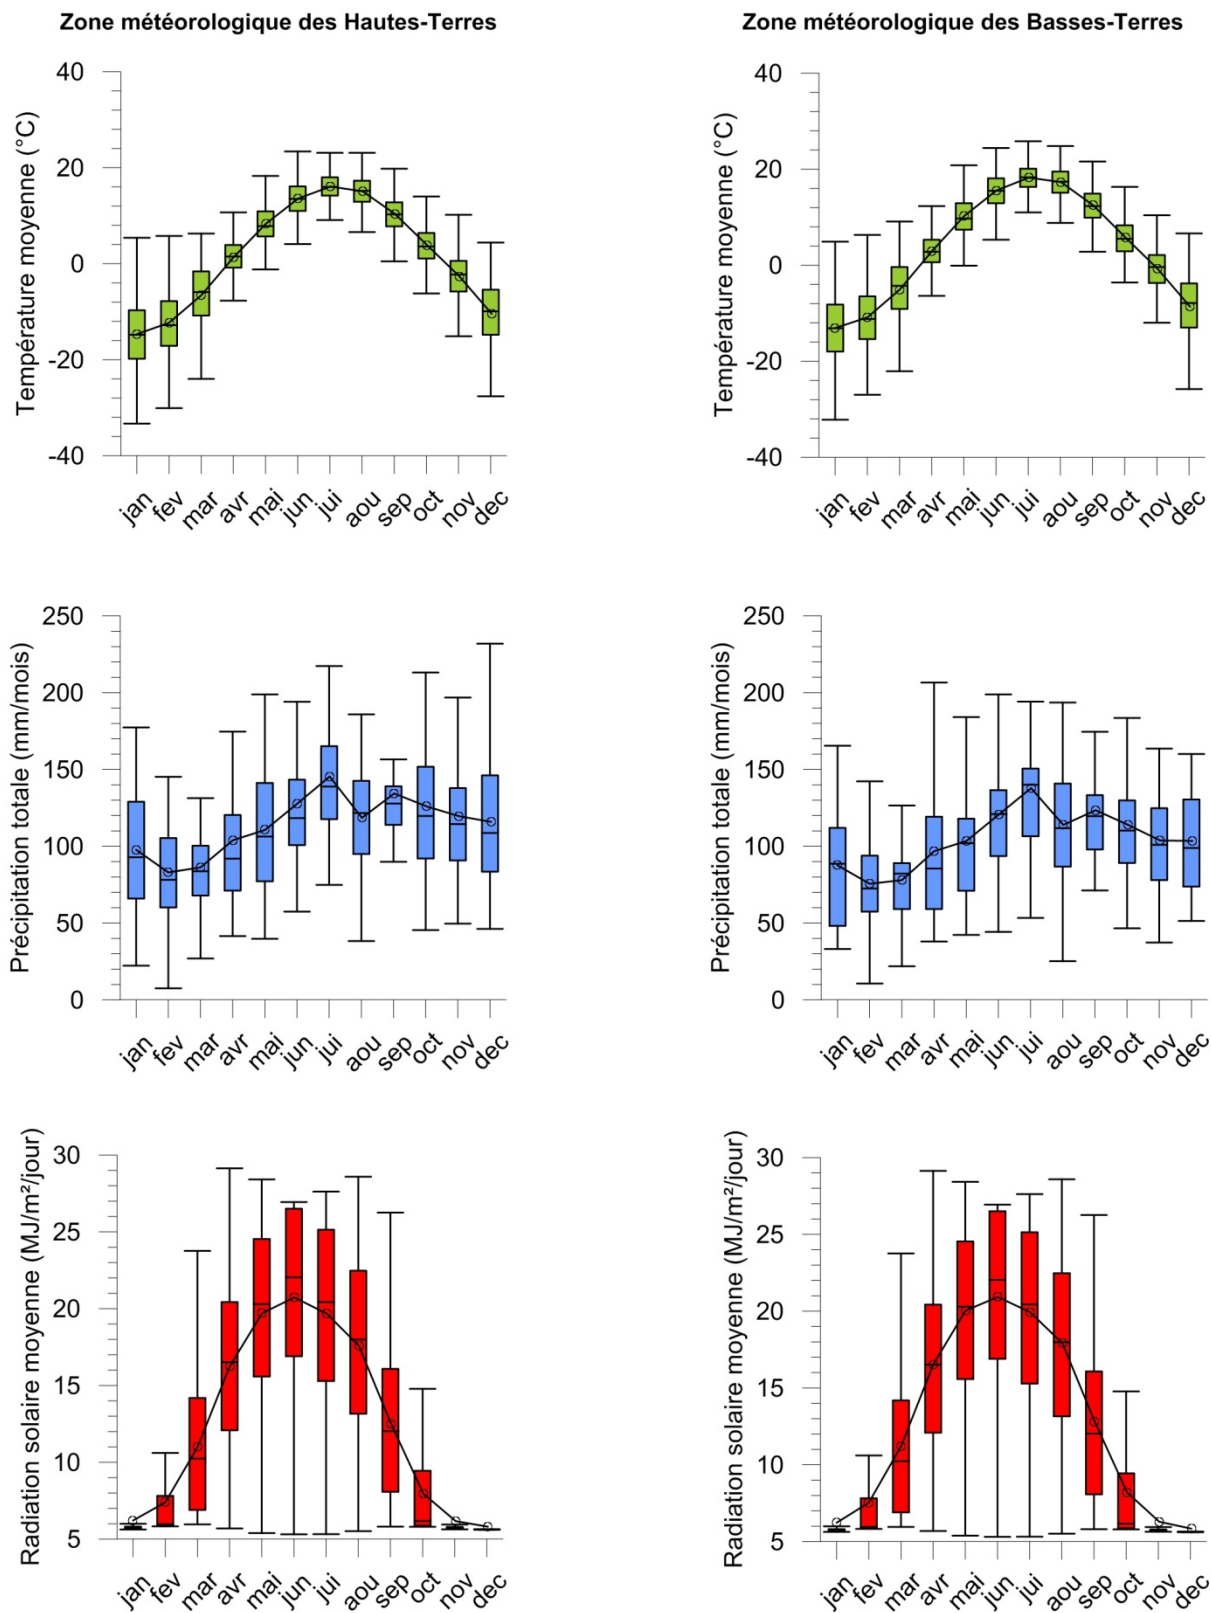 Zone météorologique des Hautes-Terres
Zone météorologique des Basses-Terres
Température moyenne (°C)
40
20
0
-20
-40
jan fev mar avr mai jun jui aou sep oct nov dec
Température moyenne (°C)
40
20
0
-20
-40
jan fev mar avr mai jun jui aou sep oct nov dec
Précipitation totale (mm/mois)
250
200
150
100
50
0
jan fev mar avr mai jun jui aou sep oct nov dec
Précipitation totale (mm/mois)
250
200
150
100
50
0
jan fev mar avr mai jun jui aou sep oct nov dec
Radiation solaire moyenne (MJ/m²/jour)
30
25
20
15
10
5
jan fev mar avr mai jun jui aou sep oct nov dec
Radiation solaire moyenne (MJ/m²/jour)
30
25
20
15
10
5
jan fev mar avr mai jun jui aou sep oct nov dec